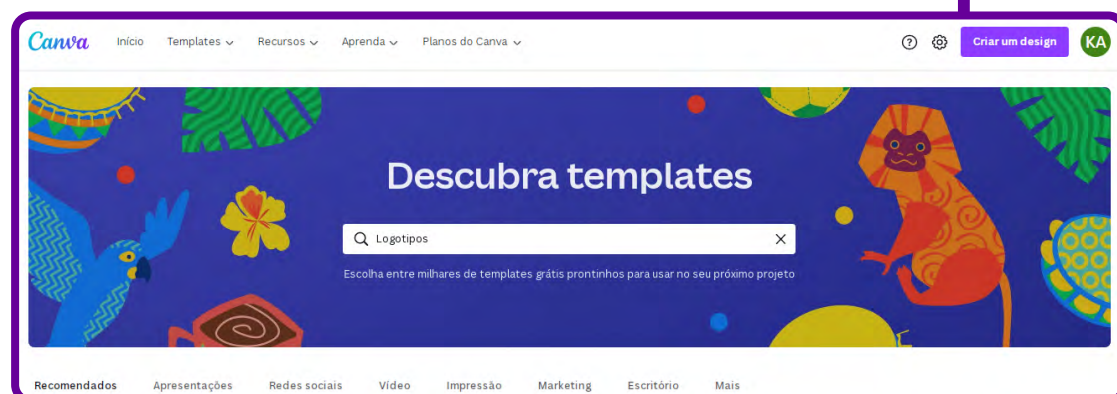 Canva Início Templates Recursos Aprenda Planos do Canva Criar um design KA
Descubra templates
Logotipos
Escolha entre milhares de templates grátis prontinhos para usar no seu próximo projeto
Recomendados Apresentações Redes sociais Vídeo Impressão Marketing Escritório Mais